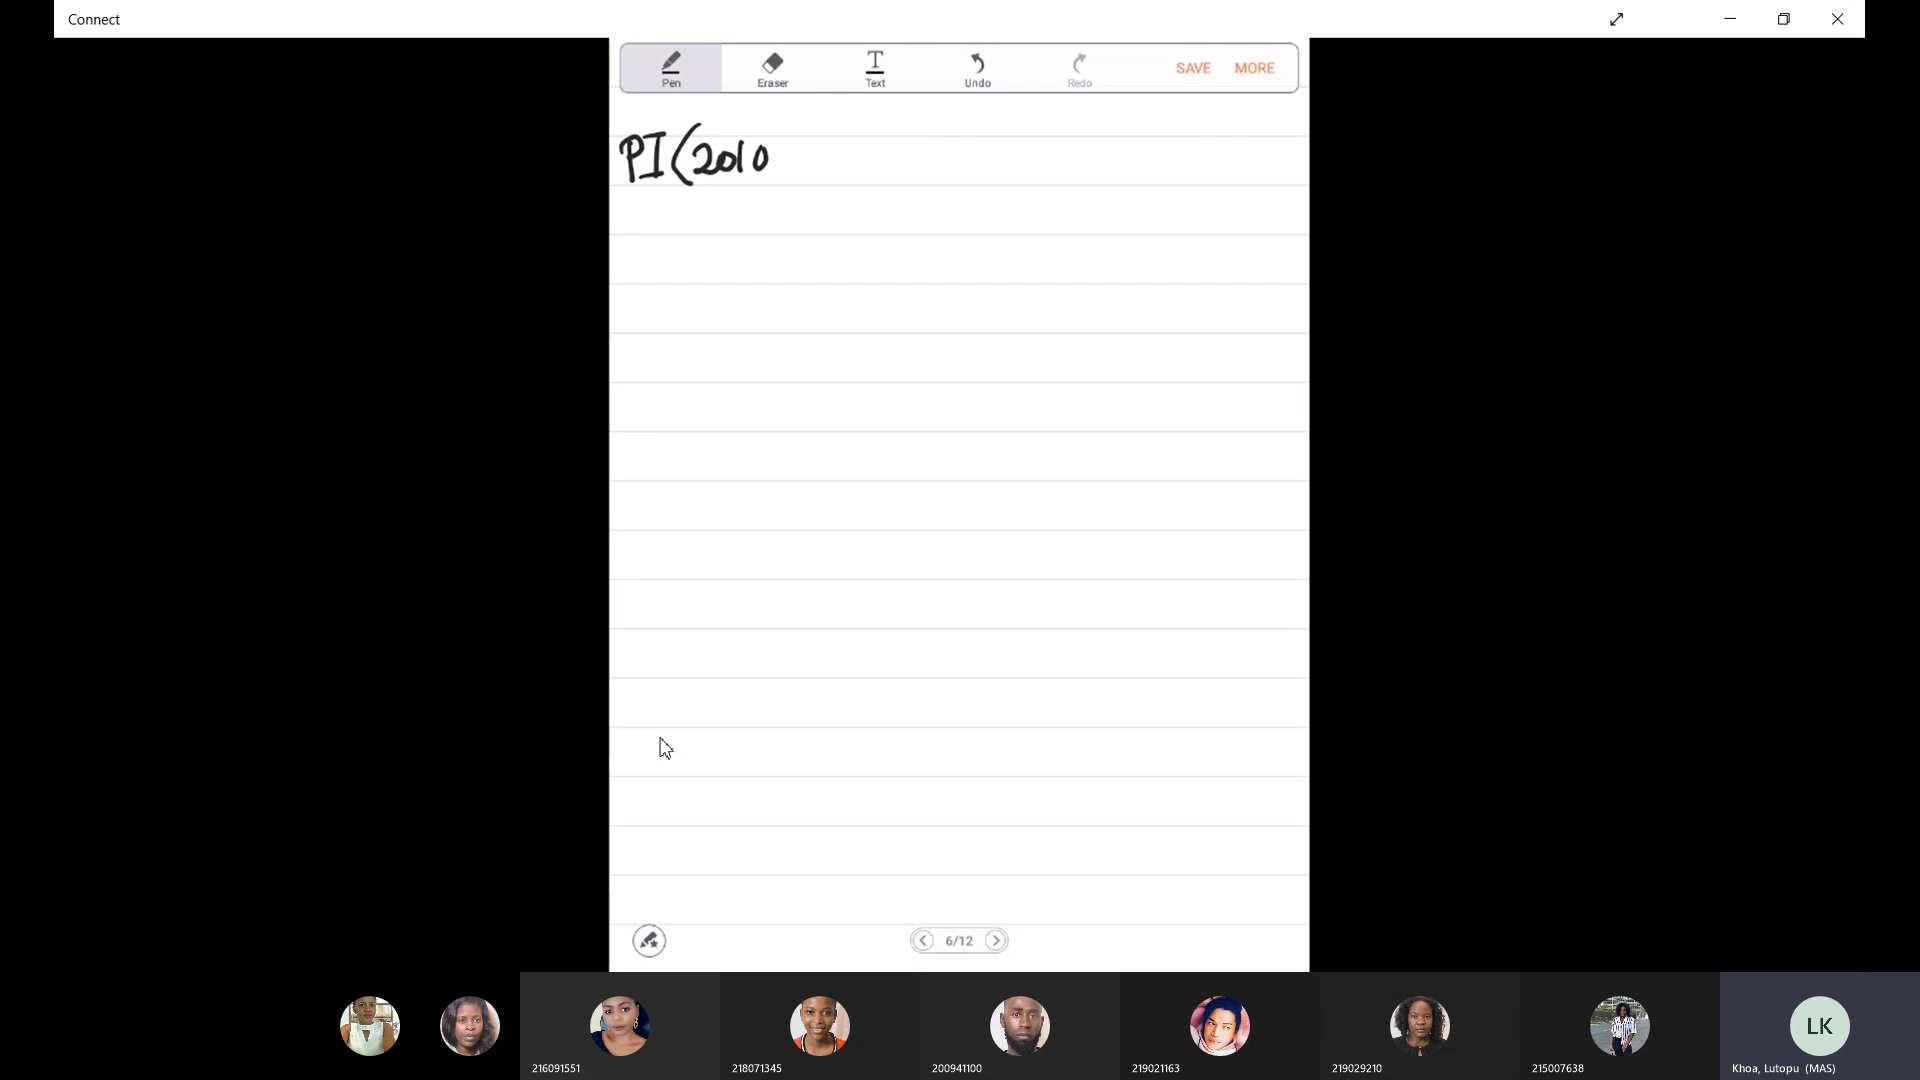 Connect
Pen Eraser Text Undo Redo SAVE MORE
PI(2010
6/12
216091551 218071345 200941100 219021163 219029210 215007638 LK
Khoa, Lutopu (MAS)